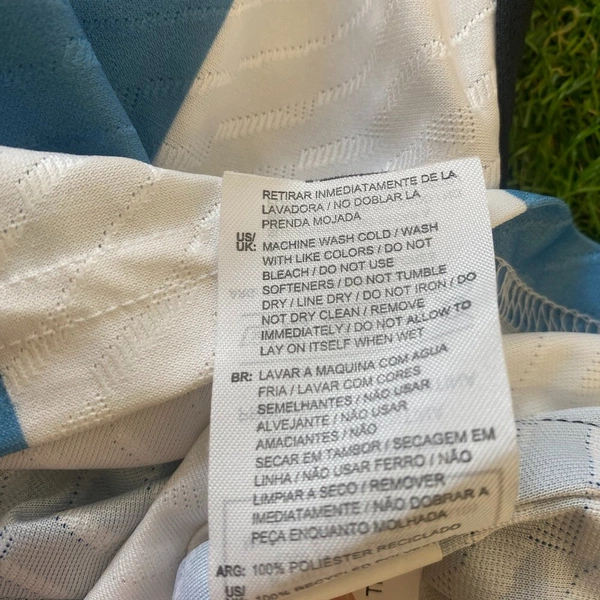 RETIRAR INMEDIATAMENTE DE LA
LAVADORA / NO DOBLAR LA
PRENDA MOJADA
US/
UK: MACHINE WASH COLD / WASH
WITH LIKE COLORS / DO NOT
BLEACH / DO NOT USE
SOFTENERS / DO NOT TUMBLE
DRY / LINE DRY / DO NOT IRON / DO
NOT DRY CLEAN / REMOVE
IMMEDIATELY / DO NOT ALLOW TO
LAY ON ITSELF WHEN WET
BR: LAVAR A MAQUINA COM AGUA
FRIA / LAVAR COM CORES
SEMELHANTES / NÃO USAR
ALVEJANTE / NÃO USAR
AMACIANTES / NÃO
SECAR EM TAMBOR / SECAGEM EM
LINHA / NÃO USAR FERRO / NÃO
LIMPIAR A SECO / REMOVER
IMEDIATAMENTE / NÃO DOBRAR A
PEÇA ENQUANTO MOLHADA
ARG: 100% POLIÉSTER RECICLADO
US/ 100% RECYCLED